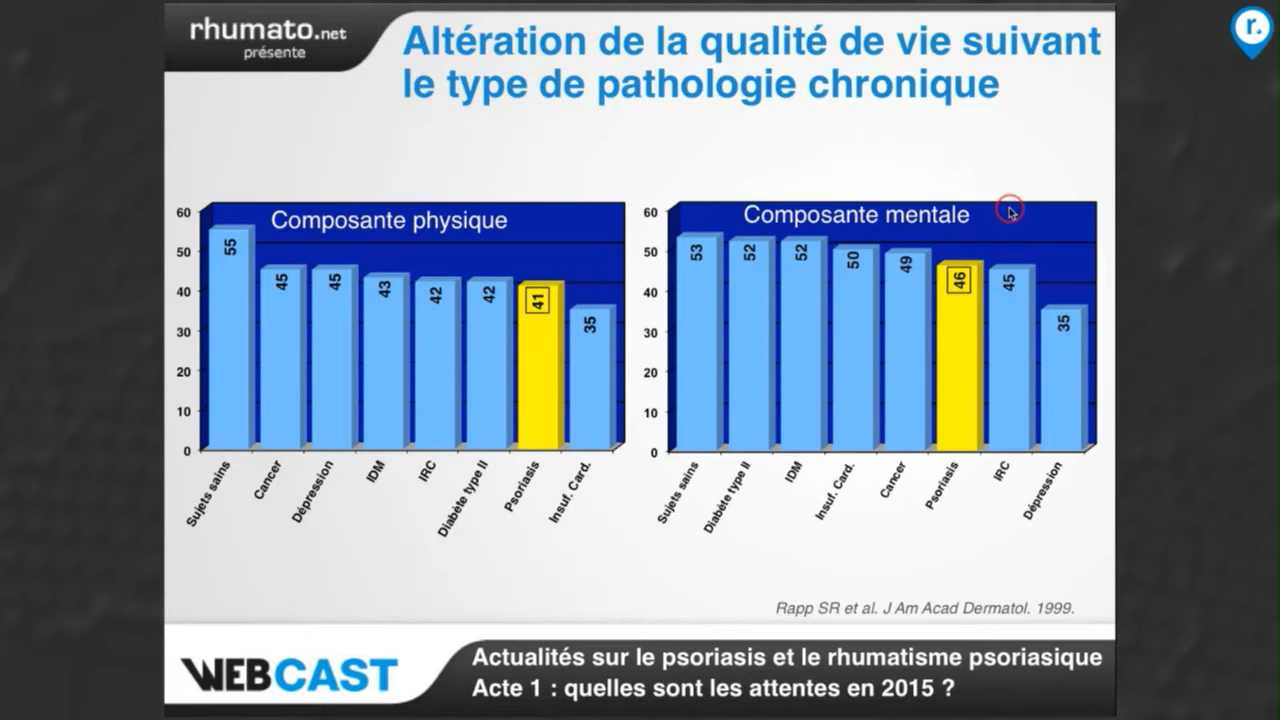 rhumato.net
présente
r.
Altération de la qualité de vie suivant
le type de pathologie chronique
Composante physique
60
50
40
30
20
10
0
55
45
45
43
42
42
41
35
Sujets sains
Cancer
Dépression
IDM
IRC
Diabète type II
Psoriasis
Insuf. Card.
Composante mentale
60
50
40
30
20
10
0
53
52
52
50
49
46
45
35
Sujets sains
Diabète type II
IDM
Insuf. Card.
Cancer
Psoriasis
IRC
Dépression
Rapp SR et al. J Am Acad Dermatol. 1999.
WEBCAST
Actualités sur le psoriasis et le rhumatisme psoriasique
Acte 1 : quelles sont les attentes en 2015 ?